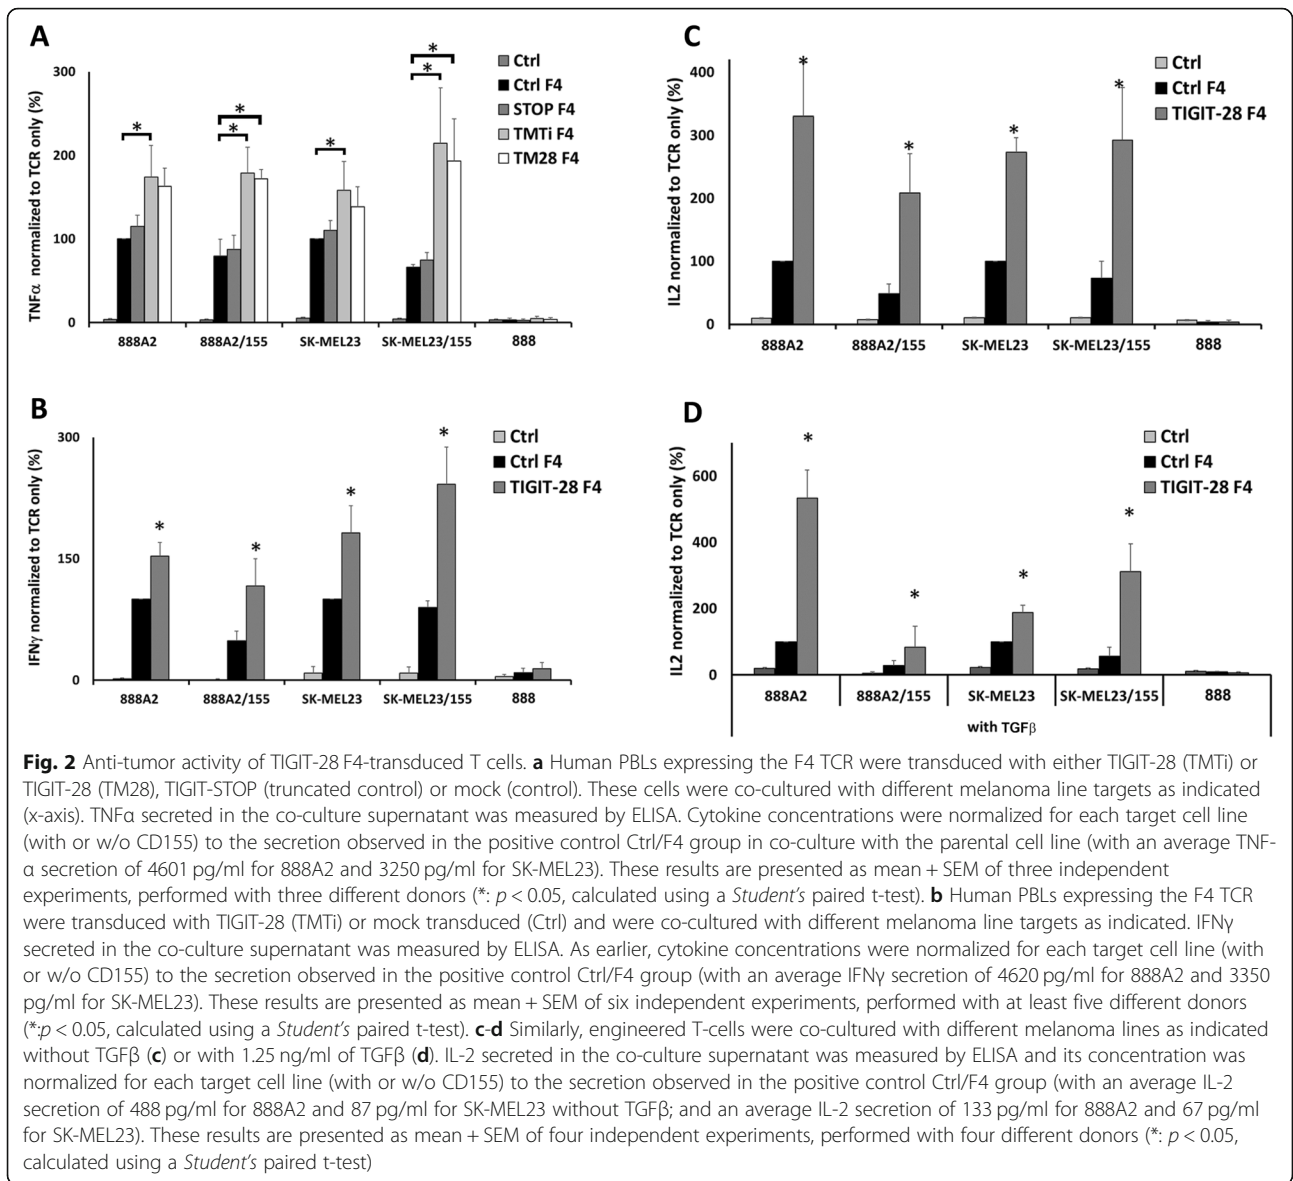 A
TNFα normalized to TCR only (%)
300
200
100
0
* * * * * *
Ctrl
Ctrl F4
STOP F4
TMTi F4
TM28 F4
888A2 888A2/155 SK-MEL23 SK-MEL23/155 888
C
IL2 normalized to TCR only (%)
400
300
200
100
0
* * * *
Ctrl
Ctrl F4
TIGIT-28 F4
888A2 888A2/155 SK-MEL23 SK-MEL23/155 888
B
IFNγ normalized to TCR only (%)
300
150
0
* * * *
Ctrl
Ctrl F4
TIGIT-28 F4
888A2 888A2/155 SK-MEL23 SK-MEL23/155 888
D
IL2 normalized to TCR only (%)
600
400
200
0
* * * *
Ctrl
Ctrl F4
TIGIT-28 F4
888A2 888A2/155 SK-MEL23 SK-MEL23/155 888
with TGFβ
Fig. 2 Anti-tumor activity of TIGIT-28 F4-transduced T cells. a Human PBLs expressing the F4 TCR were transduced with either TIGIT-28 (TMTi) or
TIGIT-28 (TM28), TIGIT-STOP (truncated control) or mock (control). These cells were co-cultured with different melanoma line targets as indicated
(x-axis). TNFα secreted in the co-culture supernatant was measured by ELISA. Cytokine concentrations were normalized for each target cell line
(with or w/o CD155) to the secretion observed in the positive control Ctrl/F4 group in co-culture with the parental cell line (with an average TNF-
α secretion of 4601 pg/ml for 888A2 and 3250 pg/ml for SK-MEL23). These results are presented as mean + SEM of three independent
experiments, performed with three different donors (*: p < 0.05, calculated using a Student's paired t-test). b Human PBLs expressing the F4 TCR
were transduced with TIGIT-28 (TMTi) or mock transduced (Ctrl) and were co-cultured with different melanoma line targets as indicated. IFNγ
secreted in the co-culture supernatant was measured by ELISA. As earlier, cytokine concentrations were normalized for each target cell line (with
or w/o CD155) to the secretion observed in the positive control Ctrl/F4 group (with an average IFNγ secretion of 4620 pg/ml for 888A2 and 3350
pg/ml for SK-MEL23). These results are presented as mean + SEM of six independent experiments, performed with at least five different donors
(*:p < 0.05, calculated using a Student's paired t-test). c-d Similarly, engineered T-cells were co-cultured with different melanoma lines as indicated
without TGFβ (c) or with 1.25 ng/ml of TGFβ (d). IL-2 secreted in the co-culture supernatant was measured by ELISA and its concentration was
normalized for each target cell line (with or w/o CD155) to the secretion observed in the positive control Ctrl/F4 group (with an average IL-2
secretion of 488 pg/ml for 888A2 and 87 pg/ml for SK-MEL23 without TGFβ; and an average IL-2 secretion of 133 pg/ml for 888A2 and 67 pg/ml
for SK-MEL23). These results are presented as mean + SEM of four independent experiments, performed with four different donors (*: p < 0.05,
calculated using a Student's paired t-test)